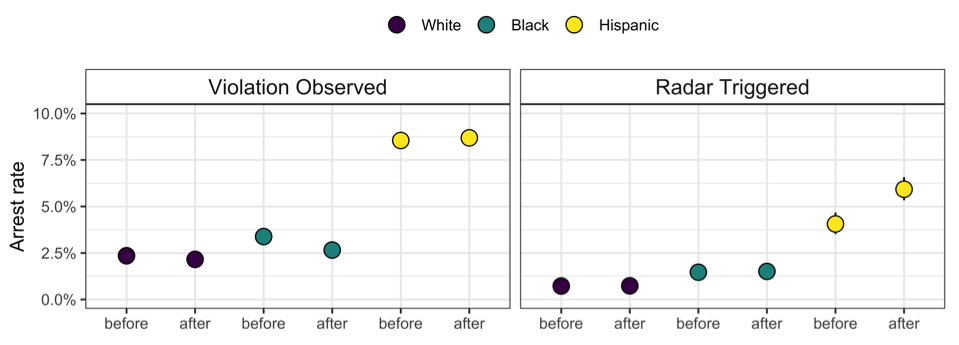 White Black Hispanic
Violation Observed Radar Triggered
Arrest rate
10.0%
7.5%
5.0%
2.5%
0.0%
before after before after before after before after before after before after